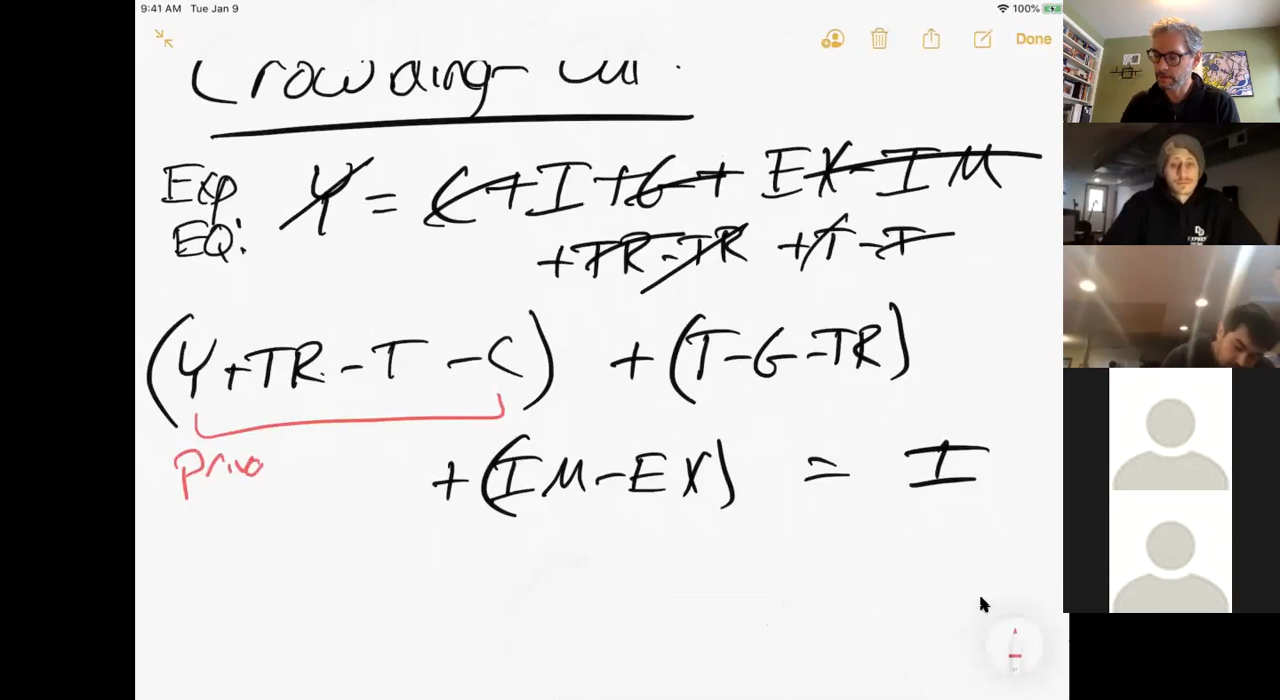 9:41 AM Tue Jan 9 100%
Done
Crowding-
Exp Y = C + I + G + EX - IM
EQ: + TR - TR + T - T
(Y + TR - T - C) + (T - G - TR)
priva
+ (IM - EX) = I